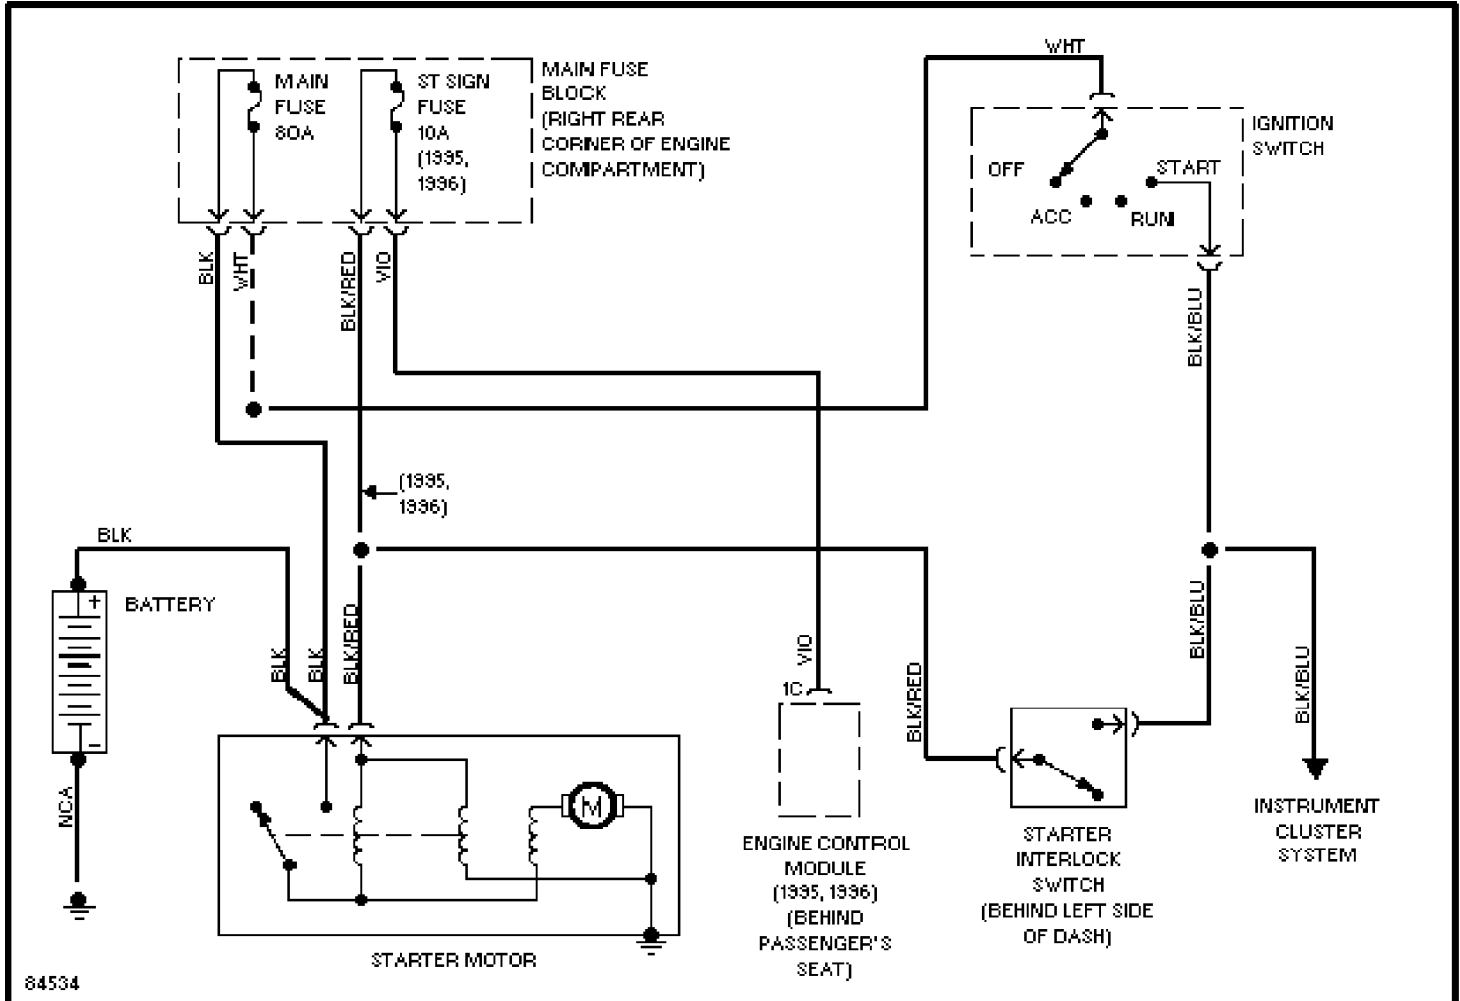 WHT
MAIN
FUSE
80A
ST SIGN
FUSE
10A
(1995,
1996)
MAIN FUSE
BLOCK
(RIGHT REAR
CORNER OF ENGINE
COMPARTMENT)
IGNITION
SWITCH
OFF
START
ACC
RUN
BLK
WHT
BLK/RED
VIO
BLK/BLU
(1995,
1996)
BLK
BATTERY
+
-
NCA
BLK
BLK
BLK/RED
VIO
1C
BLK/RED
BLK/BLU
BLK/BLU
M
STARTER MOTOR
ENGINE CONTROL
MODULE
(1995, 1996)
(BEHIND
PASSENGER'S
SEAT)
STARTER
INTERLOCK
SWITCH
(BEHIND LEFT SIDE
OF DASH)
INSTRUMENT
CLUSTER
SYSTEM
84534